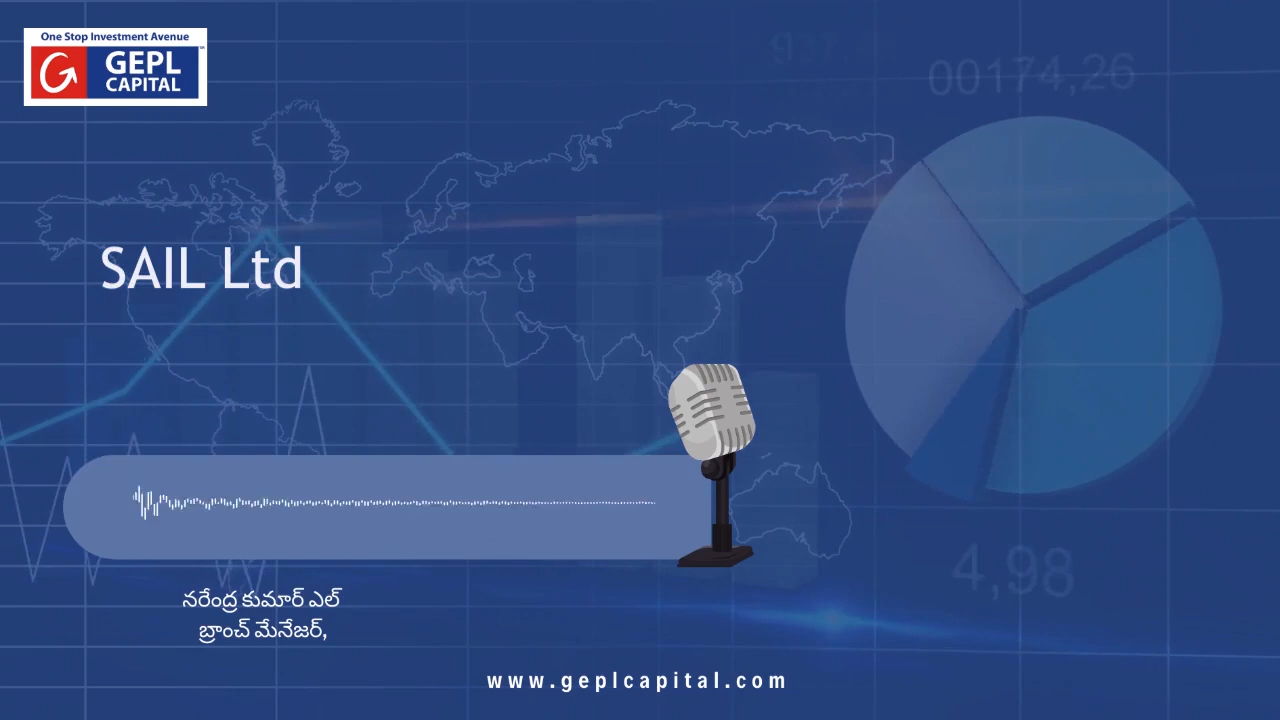 One Stop Investment Avenue
GEPL
CAPITAL
00174,26
SAIL Ltd
4,98
నరేంద్ర కుమార్ ఎల్
బ్రాంచ్ మేనేజర్,
www.geplcapital.com